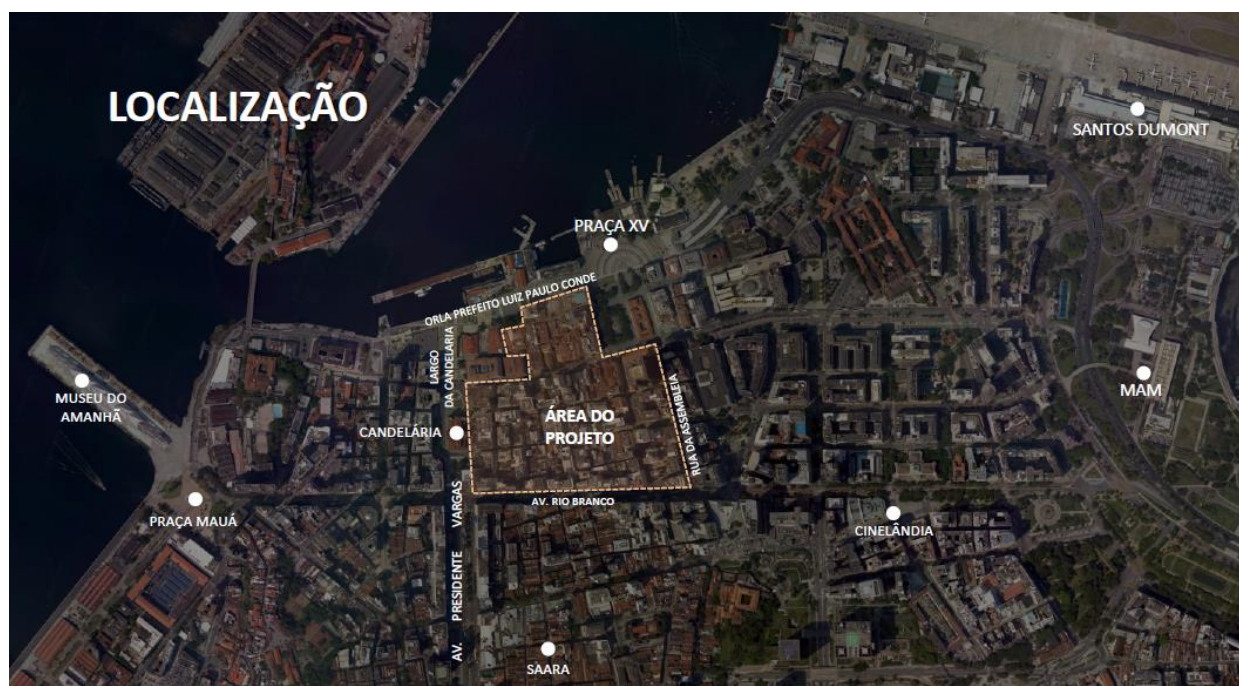 LOCALIZAÇÃO
SANTOS DUMONT
PRAÇA XV
ORLA PREFEITO LUIZ PAULO CONDE
LARGO
DA CANDELARIA
MUSEU DO
AMANHÃ
MAM
RUA DA ASSEMBLEIA
ÁREA DO
PROJETO
CANDELÁRIA
AV. RIO BRANCO
PRAÇA MAUÁ
AV. PRESIDENTE VARGAS
CINELÂNDIA
SAARA